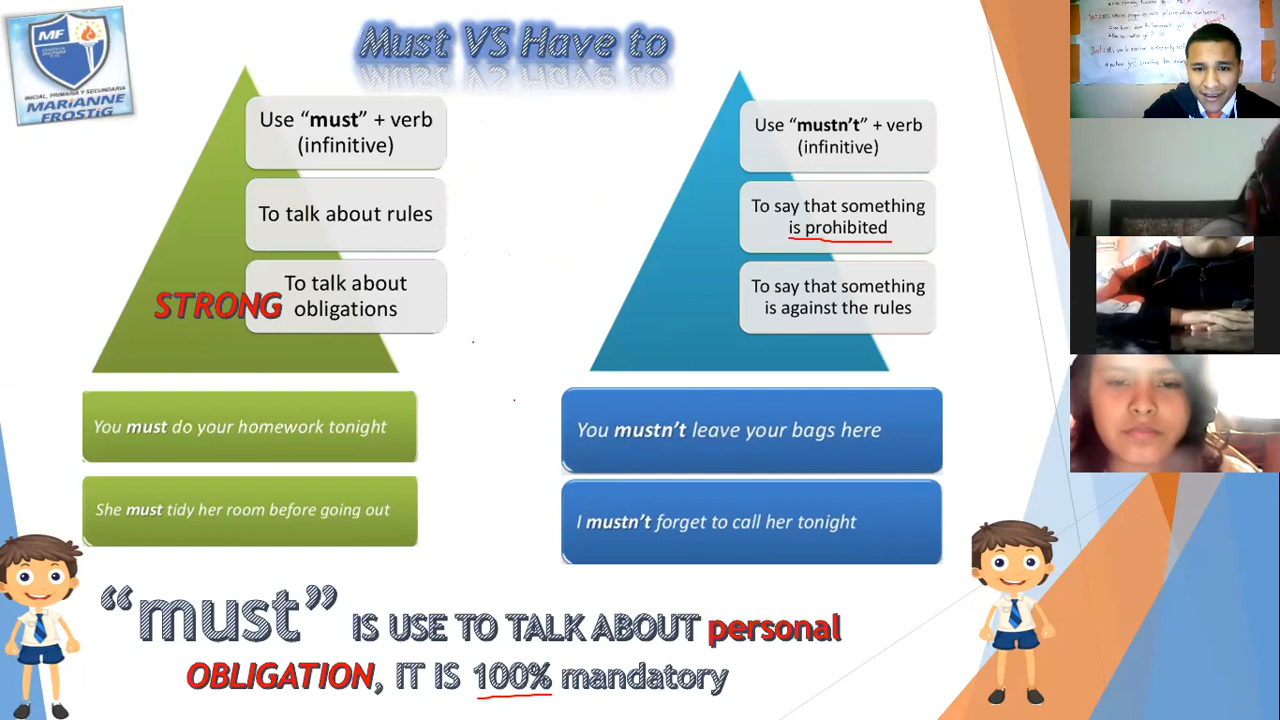 MF
INICIAL, PRIMARIA Y SECUNDARIA
MARiANNE
FROSTiG
Must VS Have to
Use “must” + verb
(infinitive)
To talk about rules
STRONG
To talk about
obligations
You must do your homework tonight
She must tidy her room before going out
Use “mustn’t” + verb
(infinitive)
To say that something
is prohibited
To say that something
is against the rules
You mustn’t leave your bags here
I mustn’t forget to call her tonight
“must” IS USE TO TALK ABOUT personal
OBLIGATION, IT IS 100% mandatory